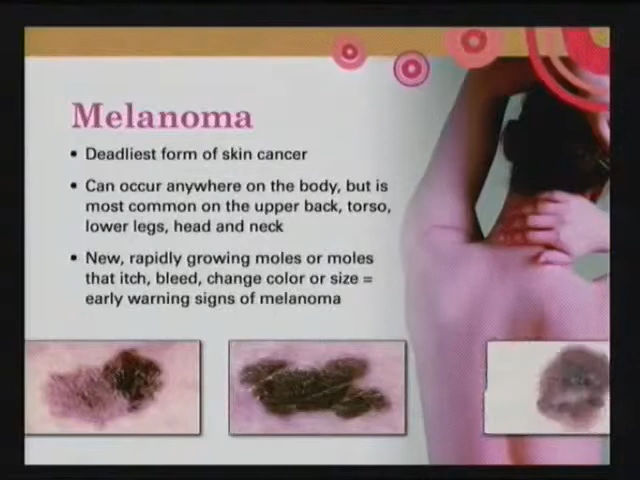 Melanoma
• Deadliest form of skin cancer
• Can occur anywhere on the body, but is
most common on the upper back, torso,
lower legs, head and neck
• New, rapidly growing moles or moles
that itch, bleed, change color or size =
early warning signs of melanoma